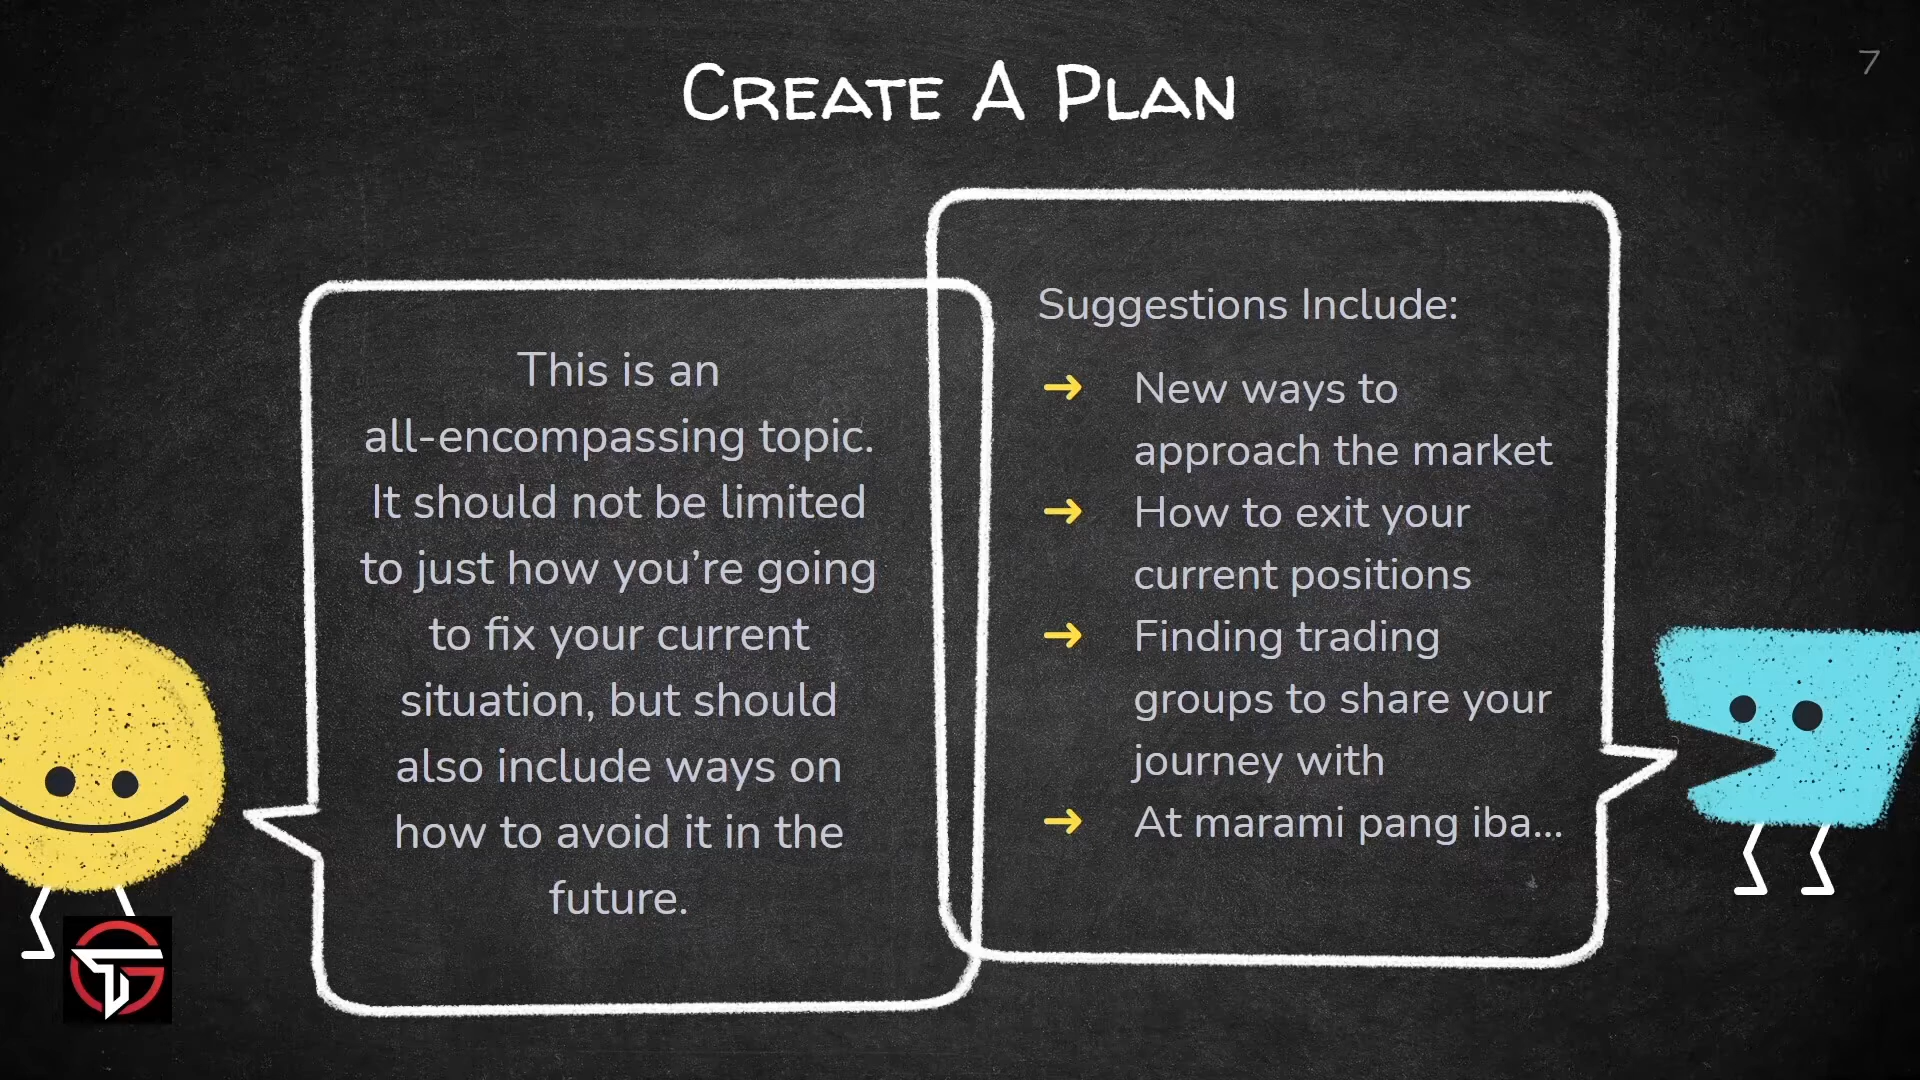 Create A Plan
7
This is an
all-encompassing topic.
It should not be limited
to just how you’re going
to fix your current
situation, but should
also include ways on
how to avoid it in the
future.
Suggestions Include:
➜ New ways to
approach the market
➜ How to exit your
current positions
➜ Finding trading
groups to share your
journey with
➜ At marami pang iba...